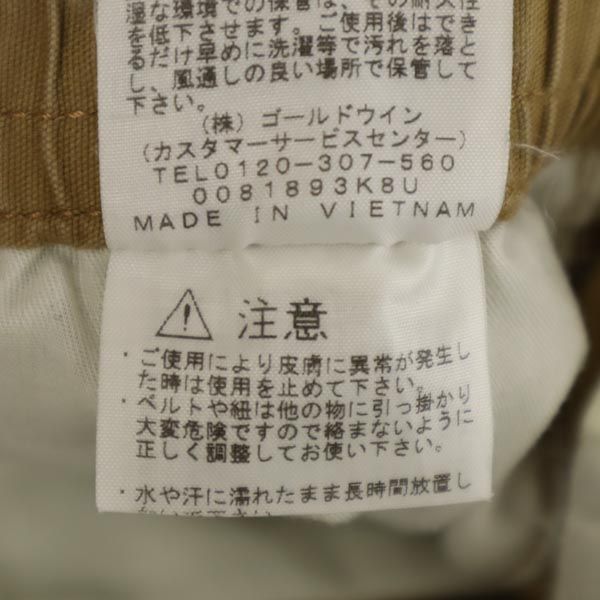 湿な環境での保管は、その耐久性
を低下させます。ご使用後はでき
るだけ早めに洗濯等で汚れを落と
し、風通しの良い場所で保管して
下さい。
(株)ゴールドウイン
(カスタマーサービスセンター)
TEL0120-307-560
0081893K8U
MADE IN VIETNAM
注意
・ご使用により皮膚に異常が発生し
た時は使用を止めて下さい。
・ベルトや紐は他の物に引っ掛かり
大変危険ですので絡まないように
正しく調整してお使い下さい。
・水や汗に濡れたまま長時間放置し